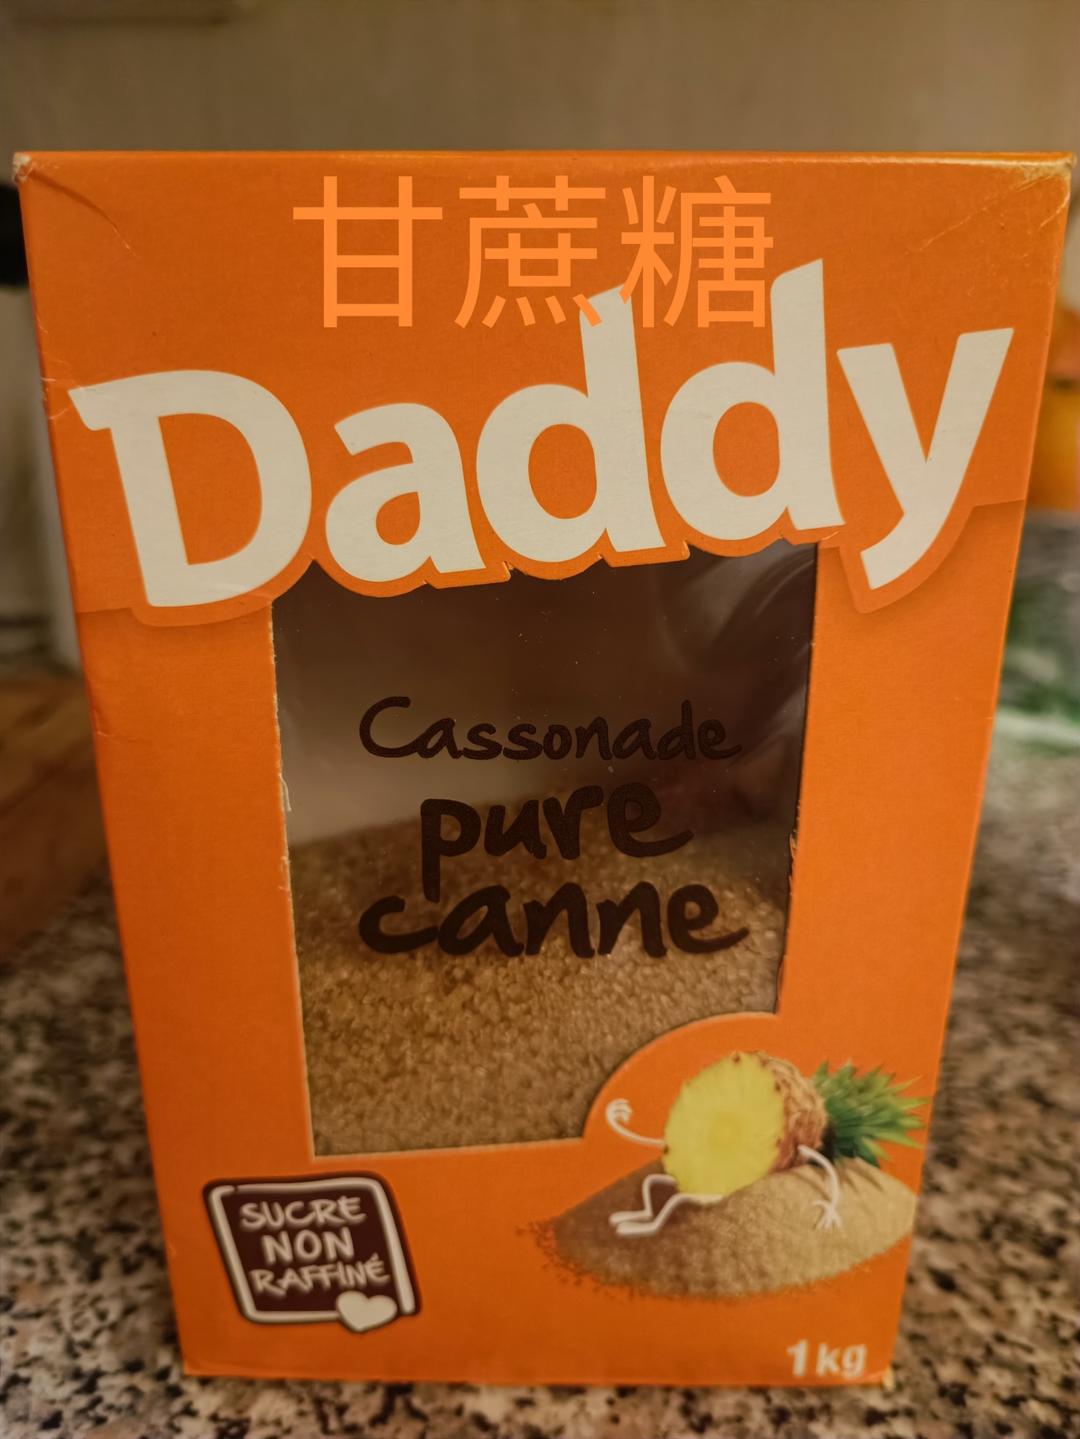 甘蔗糖
Daddy
Cassonade
pure
canne
SUCRE
NON
RAFFINÉ
1kg